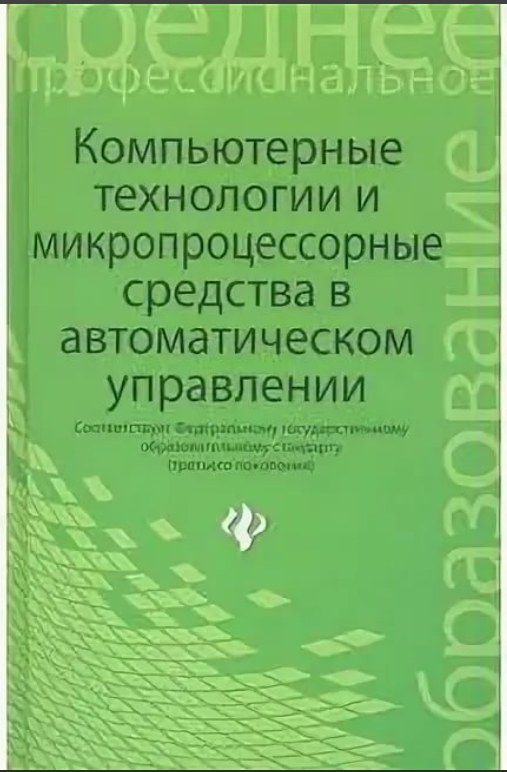 среднее
профессиональное
образование
Компьютерные
технологии и
микропроцессорные
средства в
автоматическом
управлении
Соответствует Федеральному государственному
образовательному стандарту
(третьего поколения)